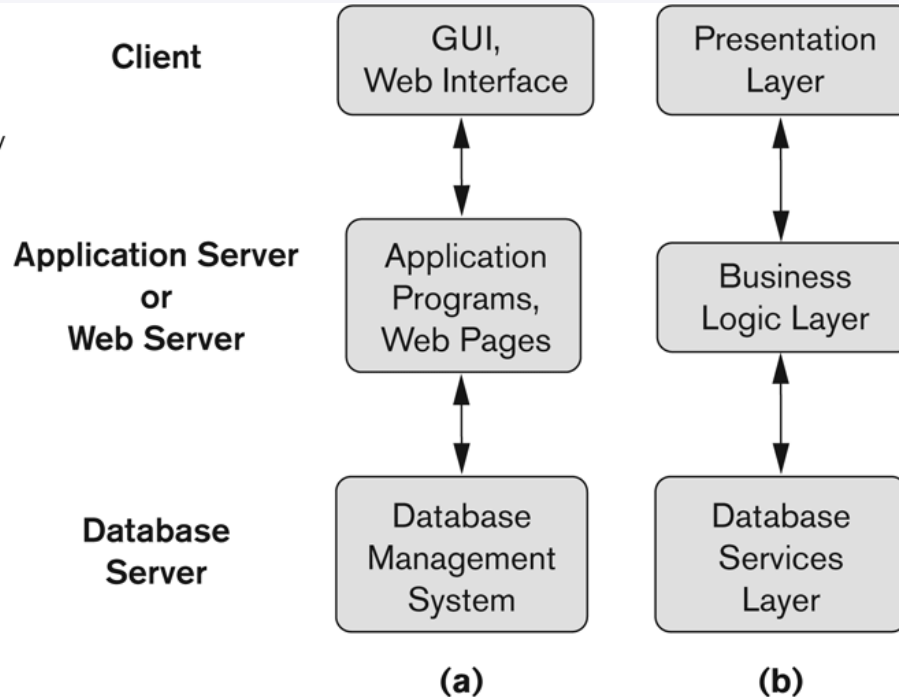 Client
GUI,
Web Interface
Presentation
Layer
Application Server
or
Web Server
Application
Programs,
Web Pages
Business
Logic Layer
Database
Server
Database
Management
System
Database
Services
Layer
(a)
(b)